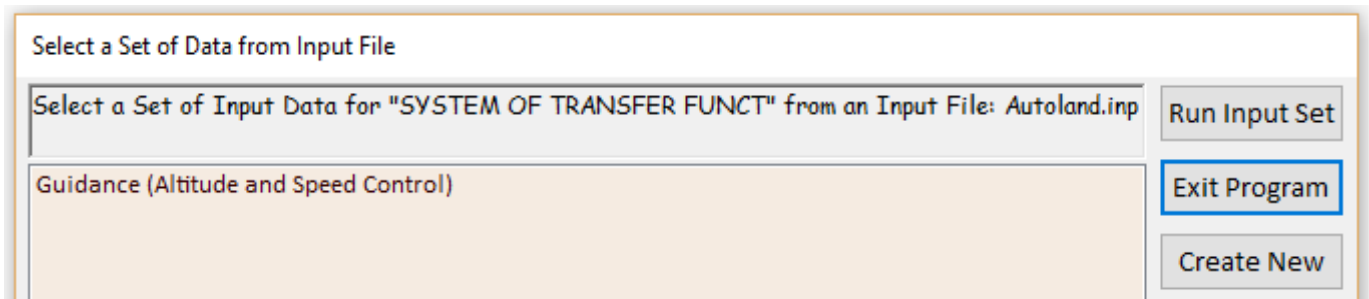 Select a Set of Data from Input File
Select a Set of Input Data for "SYSTEM OF TRANSFER FUNCT" from an Input File: Autoland.inp
Run Input Set
Guidance (Altitude and Speed Control)
Exit Program
Create New